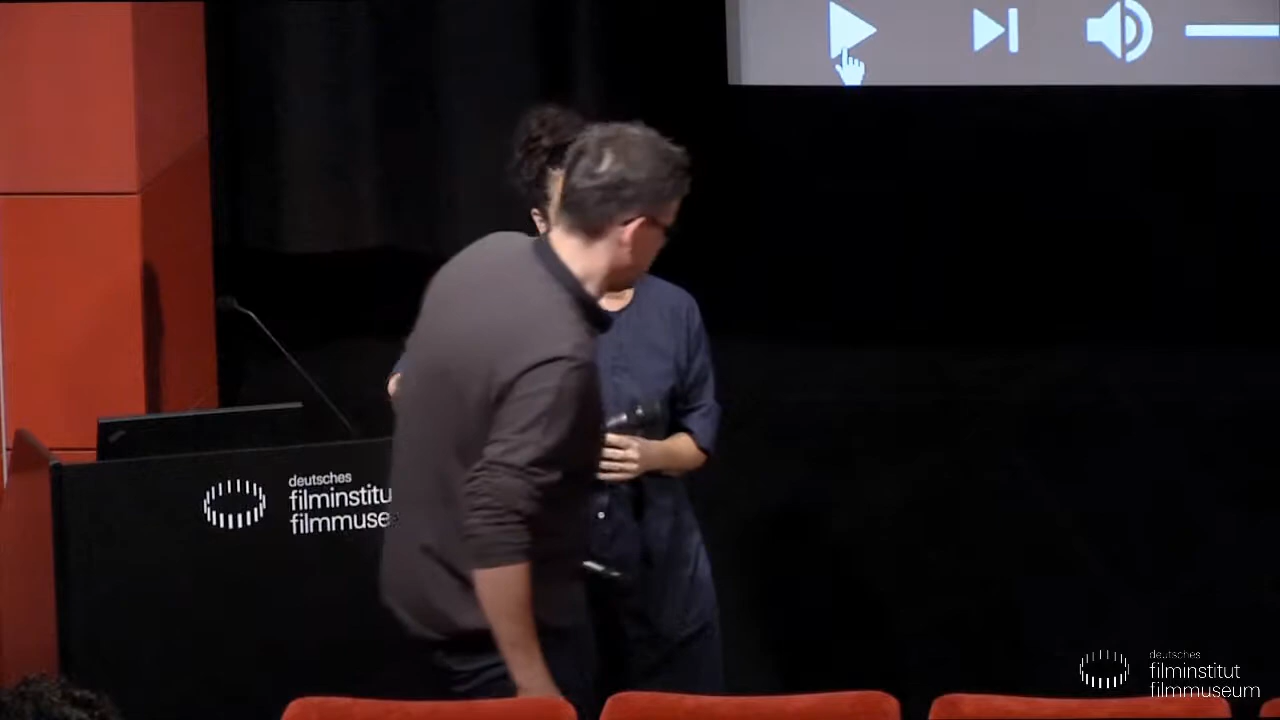 deutsches
filminstitu
filmmuse
deutsches
filminstitut
filmmuseum